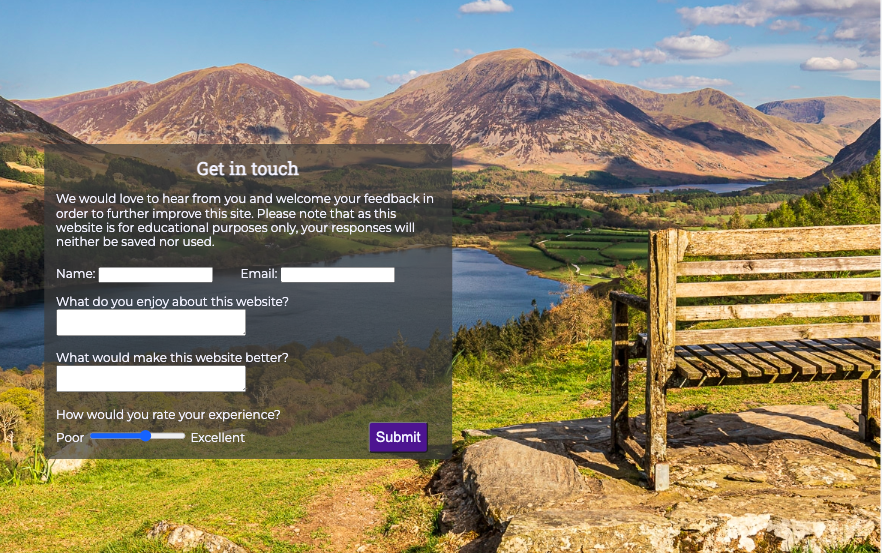 Get in touch
We would love to hear from you and welcome your feedback in
order to further improve this site. Please note that as this
website is for educational purposes only, your responses will
neither be saved nor used.
Name: Email:
What do you enjoy about this website?
What would make this website better?
How would you rate your experience?
Poor Excellent
Submit